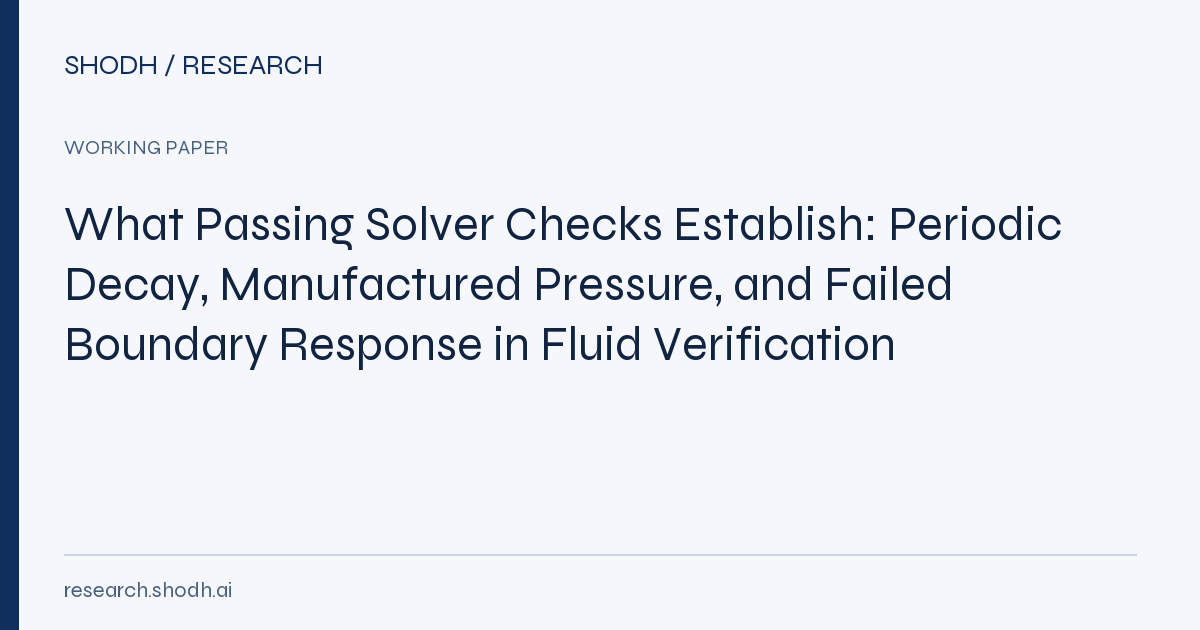 SHODH / RESEARCH
WORKING PAPER
What Passing Solver Checks Establish: Periodic
Decay, Manufactured Pressure, and Failed
Boundary Response in Fluid Verification
research.shodh.ai